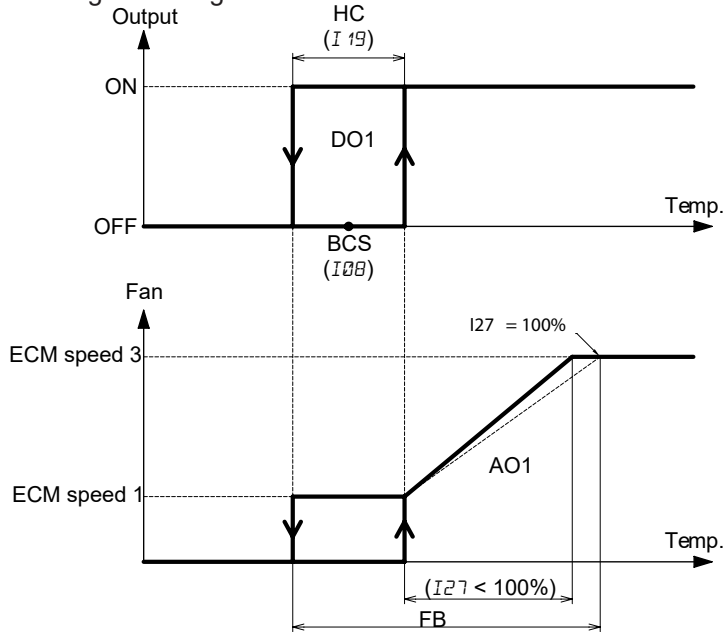 Output
HC
(I19)
ON
DO1
Temp.
OFF
BCS
(I08)
Fan
I27 = 100%
ECM speed 3
AO1
ECM speed 1
Temp.
(I27 < 100%)
FB